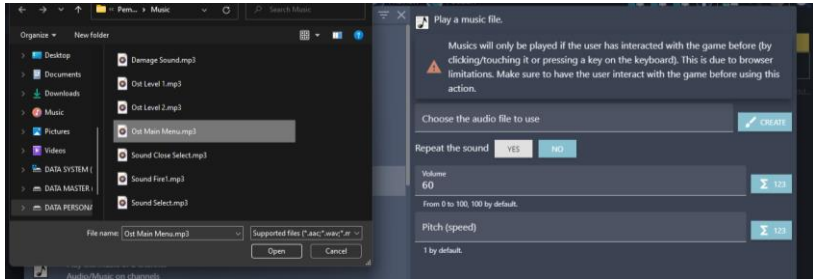 Pem... > Music
Search Music
Organize
New folder
Desktop
Documents
Downloads
Music
Pictures
Videos
DATA SYSTEM (
DATA MASTER (
DATA PERSONA
Damage Sound.mp3
Ost Level 1.mp3
Ost Level 2.mp3
Ost Main Menu.mp3
Sound Close Select.mp3
Sound Fire1.mp3
Sound Select.mp3
File name: Ost Main Menu.mp3
Supported files (*.aac;*.wav;*.m
Open
Cancel
Audio/Music on channels
Play a music file.
Musics will only be played if the user has interacted with the game before (by
clicking/touching it or pressing a key on the keyboard). This is due to browser
limitations. Make sure to have the user interact with the game before using this
action.
Choose the audio file to use
CREATE
Repeat the sound YES NO
Volume
60
Σ 123
From 0 to 100, 100 by default.
Pitch (speed)
Σ 123
1 by default.